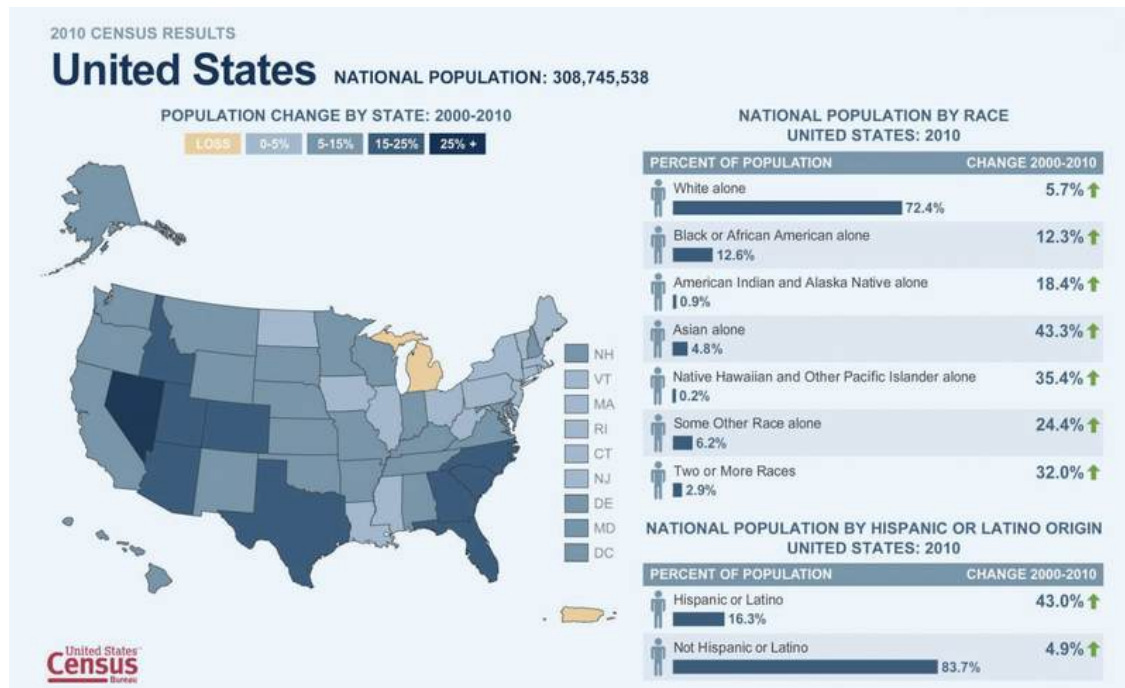 2010 CENSUS RESULTS
United States NATIONAL POPULATION: 308,745,538
POPULATION CHANGE BY STATE: 2000-2010
LOSS 0-5% 5-15% 15-25% 25% +
NH
VT
MA
RI
CT
NJ
DE
MD
DC
NATIONAL POPULATION BY RACE
UNITED STATES: 2010
PERCENT OF POPULATION CHANGE 2000-2010
White alone 5.7%
72.4%
Black or African American alone 12.3%
12.6%
American Indian and Alaska Native alone 18.4%
0.9%
Asian alone 43.3%
4.8%
Native Hawaiian and Other Pacific Islander alone 35.4%
0.2%
Some Other Race alone 24.4%
6.2%
Two or More Races 32.0%
2.9%
NATIONAL POPULATION BY HISPANIC OR LATINO ORIGIN
UNITED STATES: 2010
PERCENT OF POPULATION CHANGE 2000-2010
Hispanic or Latino 43.0%
16.3%
Not Hispanic or Latino 4.9%
83.7%
United States
Census
Bureau